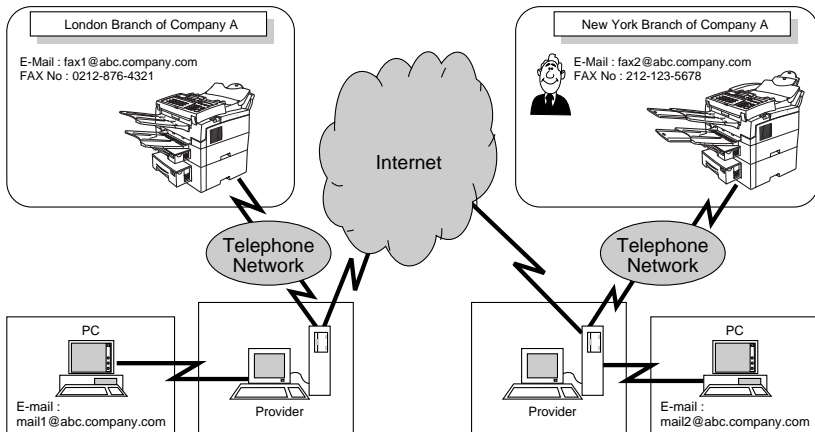 London Branch of Company A
E-Mail : fax1@abc.company.com
FAX No : 0212-876-4321
New York Branch of Company A
E-Mail : fax2@abc.company.com
FAX No : 212-123-5678
Internet
Telephone
Network
Telephone
Network
PC
E-mail :
mail1@abc.company.com
Provider
Provider
PC
E-mail :
mail2@abc.company.com